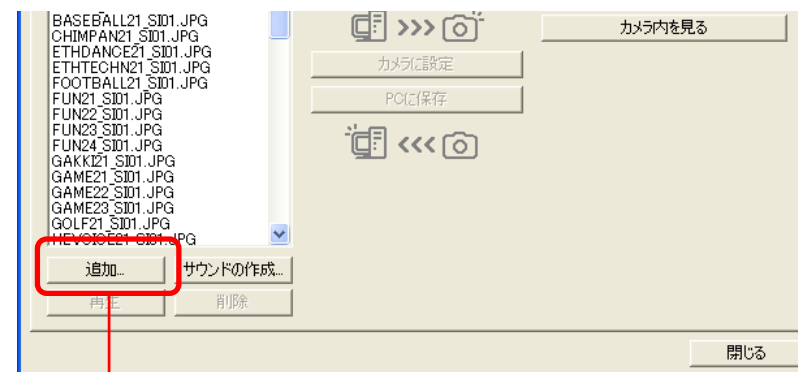 BASEBALL21_SI01.JPG
CHIMPAN21_SI01.JPG
ETHDANCE21_SI01.JPG
ETHTECHN21_SI01.JPG
FOOTBALL21_SI01.JPG
FUN21_SI01.JPG
FUN22_SI01.JPG
FUN23_SI01.JPG
FUN24_SI01.JPG
GAKKI21_SI01.JPG
GAME21_SI01.JPG
GAME22_SI01.JPG
GAME23_SI01.JPG
GOLF21_SI01.JPG
HEVOICE21_SI01.JPG
>>>
カメラに設定
PCに保存
<<<
カメラ内を見る
追加...
サウンドの作成...
再生
削除
閉じる